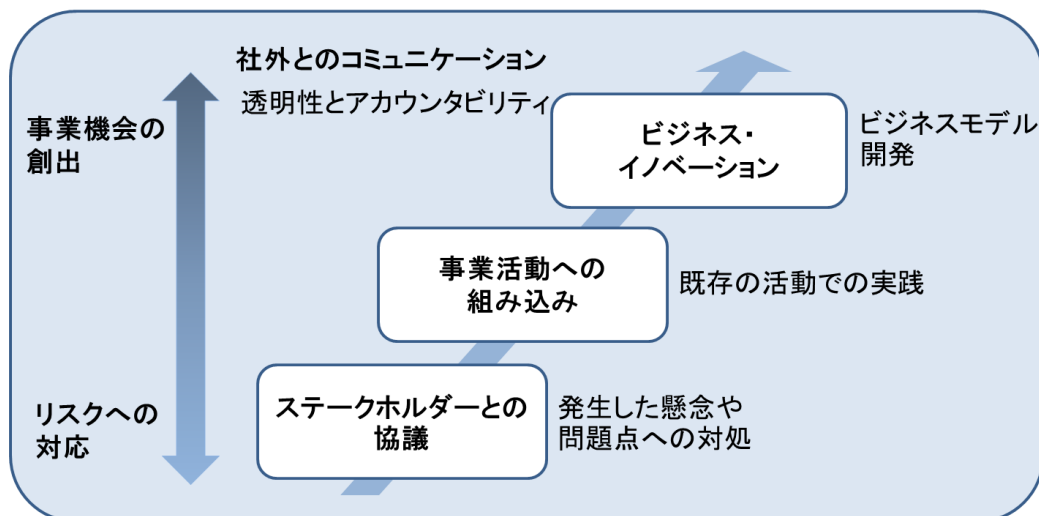 社外とのコミュニケーション
透明性とアカウンタビリティ
事業機会の
創出
ビジネス・
イノベーション
ビジネスモデル
開発
事業活動への
組み込み
既存の活動での実践
リスクへの
対応
ステークホルダーとの
協議
発生した懸念や
問題点への対処